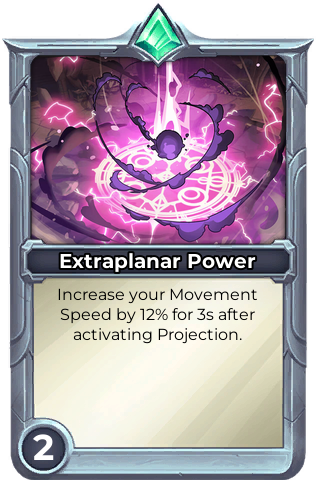 Extraplanar Power
Increase your Movement
Speed by 12% for 3s after
activating Projection.
2